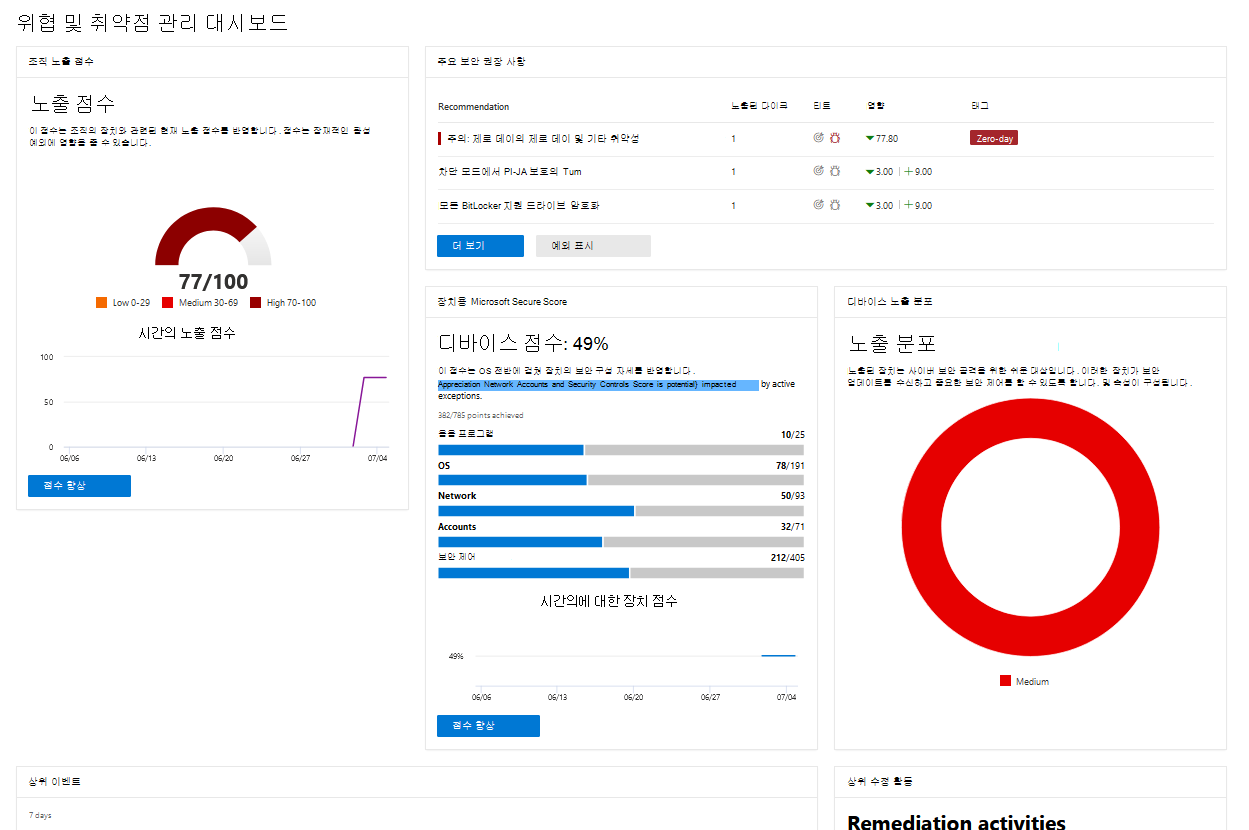 위협 및 취약점 관리 대시보드
조직 노출 점수
노출 점수
이 점수는 조직의 장치와 관련된 현재 노출 점수를 반영합니다. 점수는 잠재적인 활성
예외에 영향을 줄 수 있습니다.
77/100
Low 0-29 Medium 30-69 High 70-100
시간의 노출 점수
100
50
0
06/06 06/13 06/20 06/27 07/04
점수 향상
주요 보안 권장 사항
Recommendation 노출된 다이프 위트 영향 태그
주의: 제로 데이의 제로 데이 및 기타 취약성 1 77.80 Zero-day
차단 모드에서 PI-JA 보호의 Tum 1 3.00 | + 9.00
모든 BitLocker 지원 드라이브 암호화 1 3.00 | + 9.00
더 보기 예외 표시
장치용 Microsoft Secure Score
디바이스 점수: 49%
이 점수는 OS 전반에 걸쳐 장치의 보안 구성 자세를 반영합니다.
Appreciation Network Accounts and Security Controls Score is potential} impacted by active
exceptions.
382/785 points achieved
응용 프로그램 10/25
OS 78/191
Network 50/93
Accounts 32/71
보안 제어 212/405
시간의에 대한 장치 점수
49%
06/06 06/13 06/20 06/27 07/04
점수 향상
디바이스 노출 분포
노출 분포
노출된 장치는 사이버 보안 공격을 위한 쉬운 대상입니다. 이러한 장치가 보안
업데이트를 수신하고 중요한 보안 제어를 할 수 있도록 합니다. 및 속성이 구성됩니다.
Medium
상위 이벤트
7 days
상위 수정 활동
Remediation activities